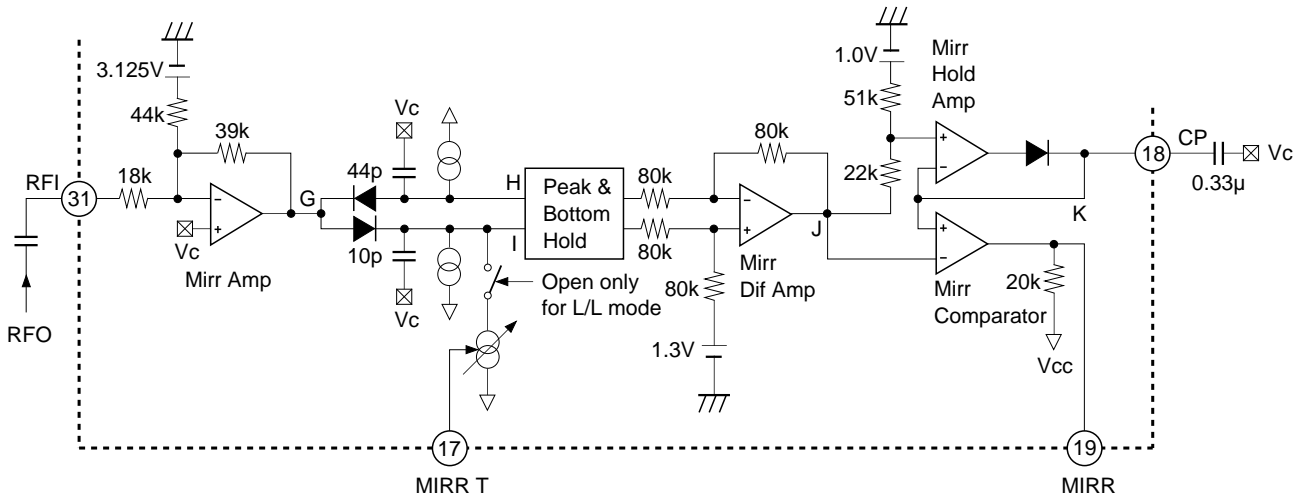 3.125V
44k
39k
RFI
31
18k
G
Vc
Mirr Amp
RFO
Vc
44p
10p
Vc
H
I
Peak &
Bottom
Hold
Open only
for L/L mode
17
MIRR T
80k
80k
80k
80k
1.3V
J
Mirr
Dif Amp
1.0V
51k
22k
Mirr
Hold
Amp
K
Mirr
Comparator
20k
Vcc
18
CP
0.33μ
Vc
19
MIRR
−
+
−
+
+
−
+
−